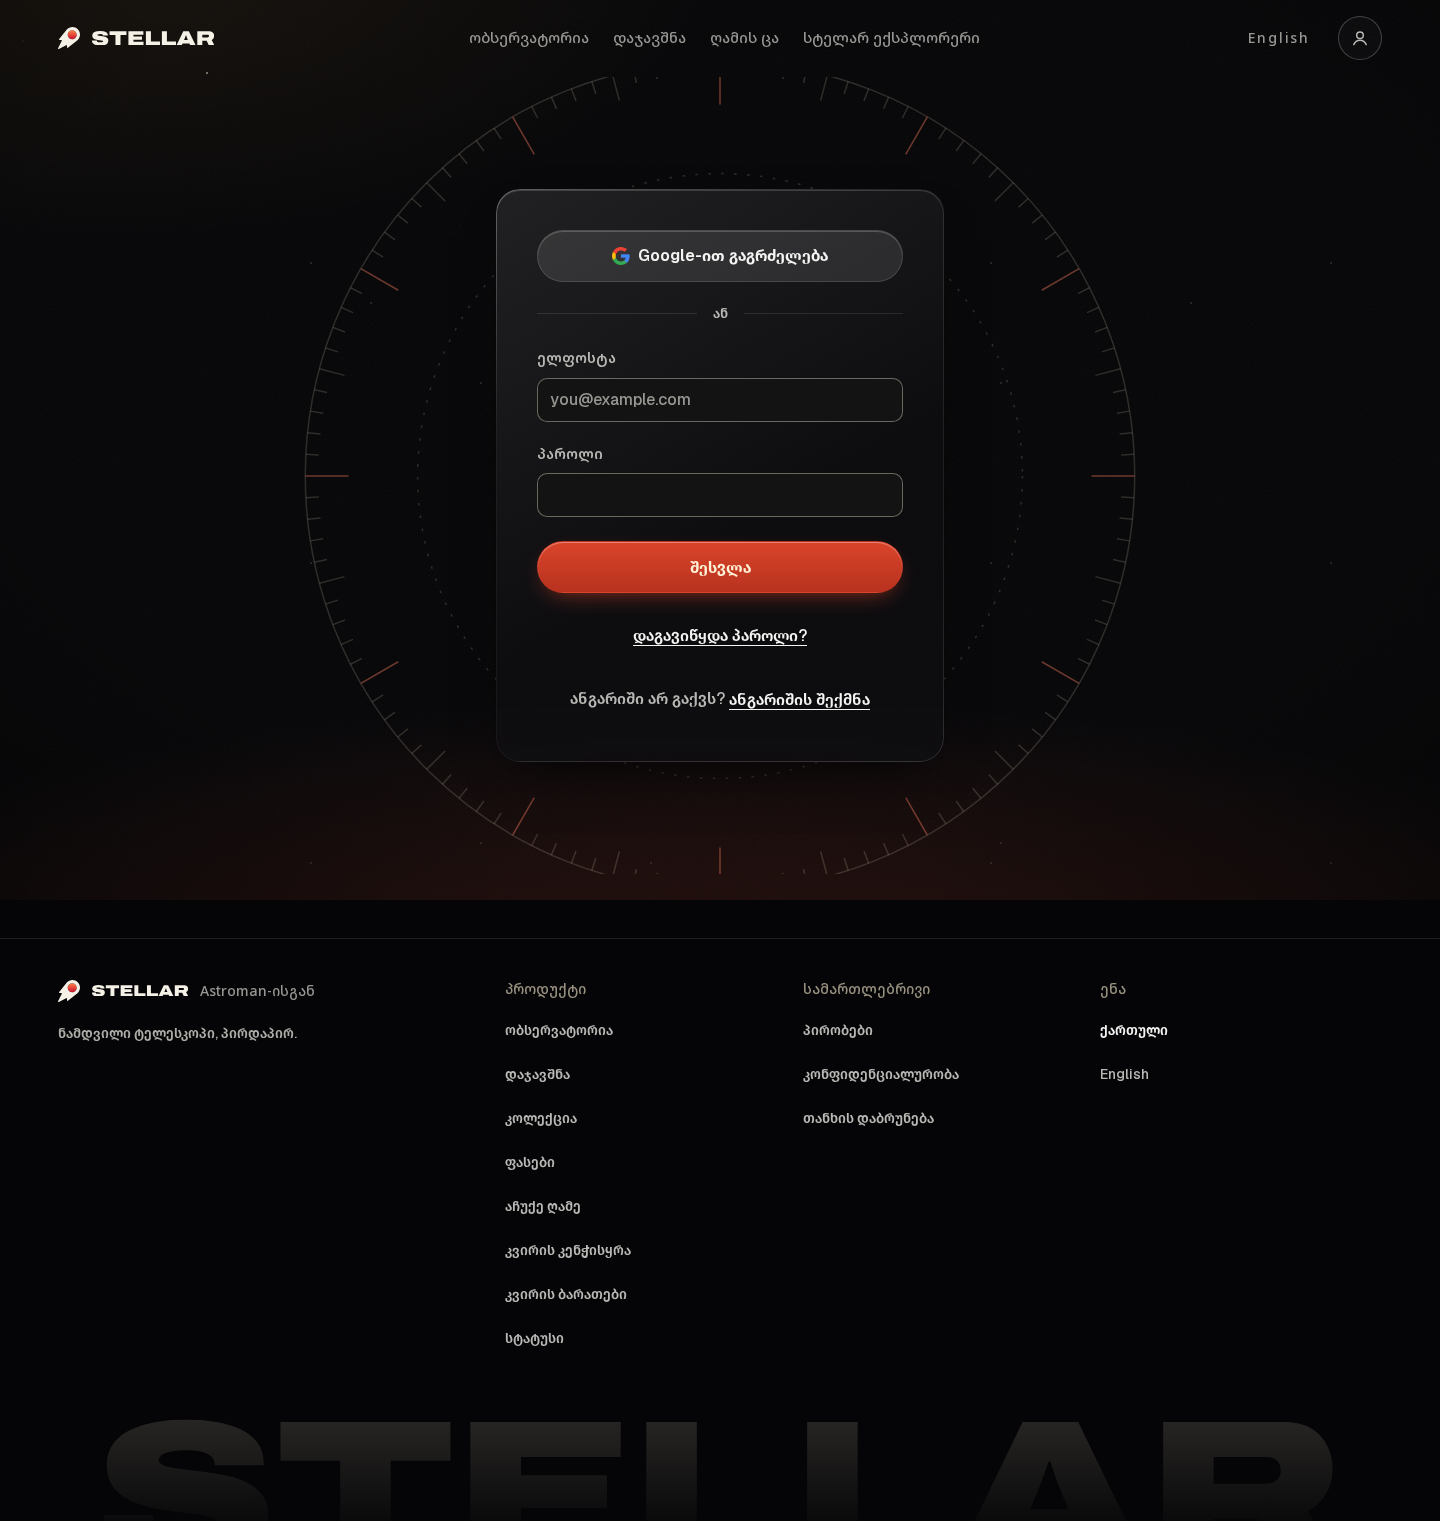 STELLAR
ობსერვატორია დაჯავშნა ღამის ცა სტელარ ექსპლორერი
English
Google-ით გაგრძელება
ან
ელფოსტა
you@example.com
პაროლი
შესვლა
დაგავიწყდა პაროლი?
ანგარიში არ გაქვს? ანგარიშის შექმნა
STELLAR Astroman-ისგან
ნამდვილი ტელესკოპი, პირდაპირ.
პროდუქტი
ობსერვატორია
დაჯავშნა
კოლექცია
ფასები
აჩუქე ღამე
კვირის კენჭისყრა
კვირის ბარათები
სტატუსი
სამართლებრივი
პირობები
კონფიდენციალურობა
თანხის დაბრუნება
ენა
ქართული
English
STELLAR